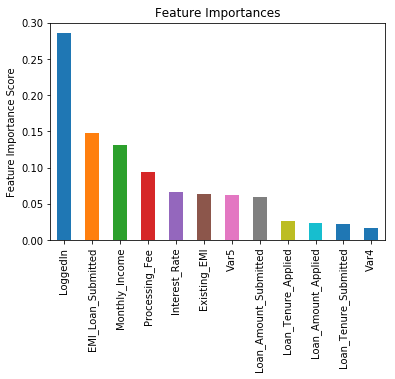 Feature Importances
Feature Importance Score
0.30
0.25
0.20
0.15
0.10
0.05
0.00
LoggedIn
EMI_Loan_Submitted
Monthly_Income
Processing_Fee
Interest_Rate
Existing_EMI
Var5
Loan_Amount_Submitted
Loan_Tenure_Applied
Loan_Amount_Applied
Loan_Tenure_Submitted
Var4